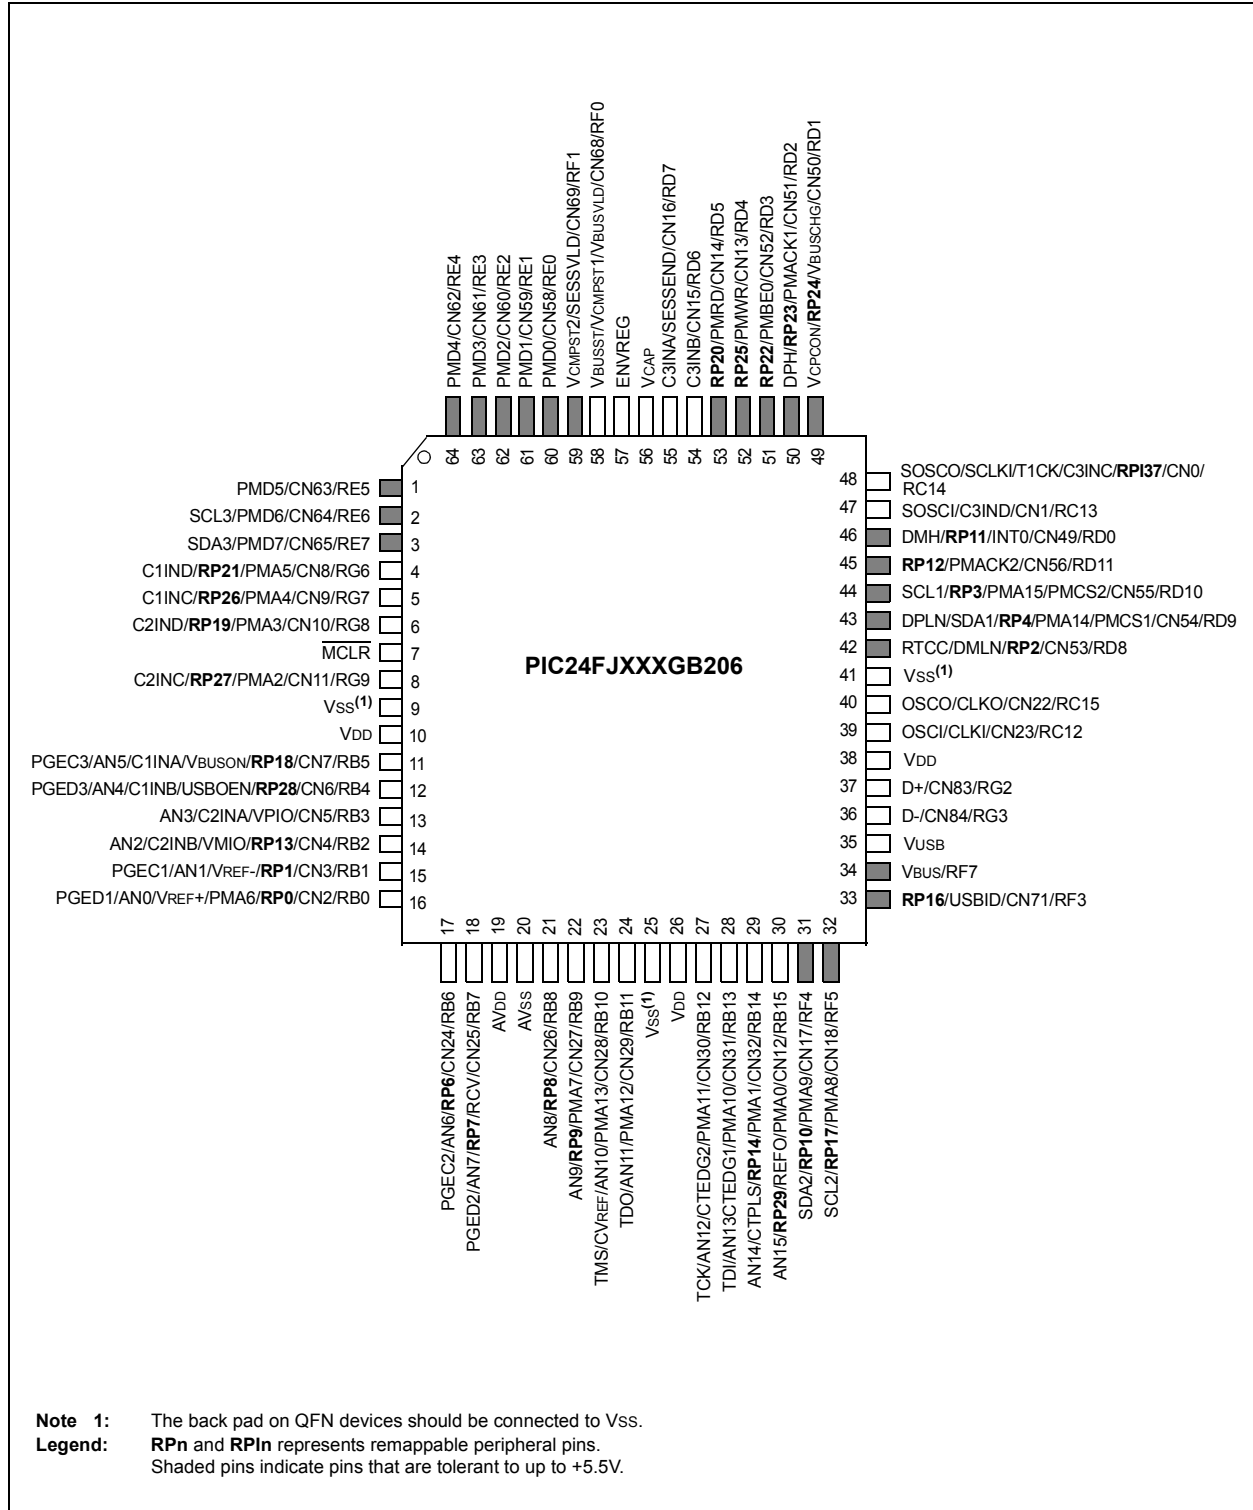 PMD4/CN62/RE4
PMD3/CN61/RE3
PMD2/CN60/RE2
PMD1/CN59/RE1
PMD0/CN58/RE0
VCMPST2/SESSVLD/CN69/RF1
VBUSST/VCMPST1/VBUSVLD/CN68/RF0
ENVREG
VCAP
C3INA/SESSEND/CN16/RD7
C3INB/CN15/RD6
RP20/PMRD/CN14/RD5
RP25/PMWR/CN13/RD4
RP22/PMBE0/CN52/RD3
DPH/RP23/PMACK1/CN51/RD2
VCPCON/RP24/VBUSCHG/CN50/RD1
64 63 62 61 60 59 58 57 56 55 54 53 52 51 50 49
PMD5/CN63/RE5 1
SCL3/PMD6/CN64/RE6 2
SDA3/PMD7/CN65/RE7 3
C1IND/RP21/PMA5/CN8/RG6 4
C1INC/RP26/PMA4/CN9/RG7 5
C2IND/RP19/PMA3/CN10/RG8 6
MCLR 7
C2INC/RP27/PMA2/CN11/RG9 8
VSS(1) 9
VDD 10
PGEC3/AN5/C1INA/VBUSON/RP18/CN7/RB5 11
PGED3/AN4/C1INB/USBOEN/RP28/CN6/RB4 12
AN3/C2INA/VPIO/CN5/RB3 13
AN2/C2INB/VMIO/RP13/CN4/RB2 14
PGEC1/AN1/VREF-/RP1/CN3/RB1 15
PGED1/AN0/VREF+/PMA6/RP0/CN2/RB0 16
PIC24FJXXXGB206
48 SOSCO/SCLKI/T1CK/C3INC/RPI37/CN0/
RC14
47 SOSCI/C3IND/CN1/RC13
46 DMH/RP11/INT0/CN49/RD0
45 RP12/PMACK2/CN56/RD11
44 SCL1/RP3/PMA15/PMCS2/CN55/RD10
43 DPLN/SDA1/RP4/PMA14/PMCS1/CN54/RD9
42 RTCC/DMLN/RP2/CN53/RD8
41 VSS(1)
40 OSCO/CLKO/CN22/RC15
39 OSCI/CLKI/CN23/RC12
38 VDD
37 D+/CN83/RG2
36 D-/CN84/RG3
35 VUSB
34 VBUS/RF7
33 RP16/USBID/CN71/RF3
17 18 19 20 21 22 23 24 25 26 27 28 29 30 31 32
PGEC2/AN6/RP6/CN24/RB6
PGED2/AN7/RP7/RCV/CN25/RB7
AVDD
AVSS
AN8/RP8/CN26/RB8
AN9/RP9/PMA7/CN27/RB9
TMS/CVREF/AN10/PMA13/CN28/RB10
TDO/AN11/PMA12/CN29/RB11
VSS(1)
VDD
TCK/AN12/CTEDG2/PMA11/CN30/RB12
TDI/AN13CTEDG1/PMA10/CN31/RB13
AN14/CTPLS/RP14/PMA1/CN32/RB14
AN15/RP29/REFO/PMA0/CN12/RB15
SDA2/RP10/PMA9/CN17/RF4
SCL2/RP17/PMA8/CN18/RF5
Note 1: The back pad on QFN devices should be connected to VSS.
Legend: RPn and RPIn represents remappable peripheral pins.
Shaded pins indicate pins that are tolerant to up to +5.5V.